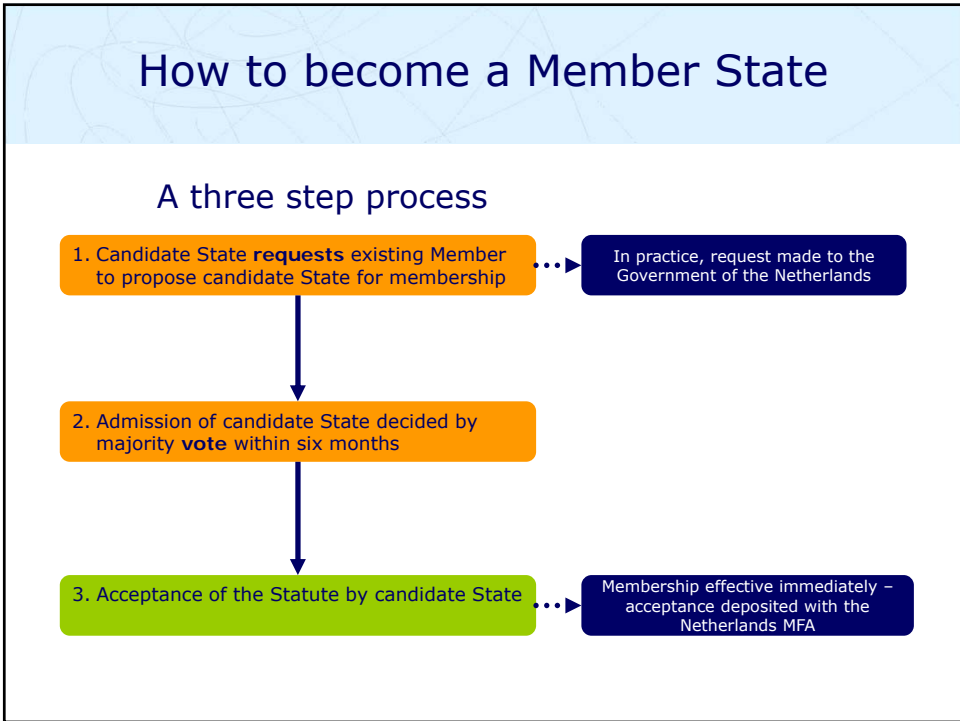 How to become a Member State
A three step process
1. Candidate State requests existing Member
to propose candidate State for membership
In practice, request made to the
Government of the Netherlands
2. Admission of candidate State decided by
majority vote within six months
3. Acceptance of the Statute by candidate State
Membership effective immediately –
acceptance deposited with the
Netherlands MFA